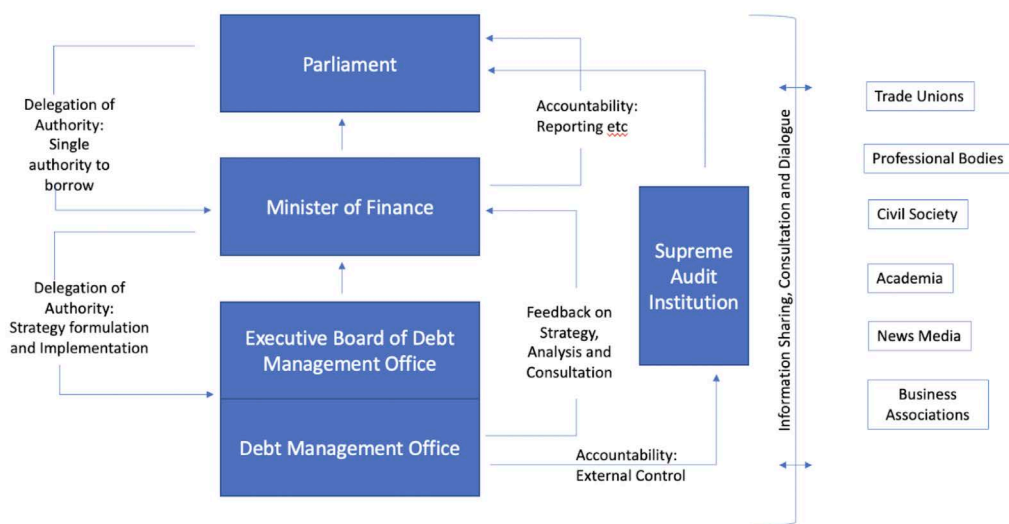 Parliament
Delegation of
Authority:
Single
authority to
borrow
Accountability:
Reporting etc
Minister of Finance
Delegation of
Authority:
Strategy formulation
and Implementation
Executive Board of Debt
Management Office
Debt Management Office
Feedback on
Strategy,
Analysis and
Consultation
Accountability:
External Control
Supreme
Audit
Institution
Information Sharing, Consultation and Dialogue
Trade Unions
Professional Bodies
Civil Society
Academia
News Media
Business
Associations